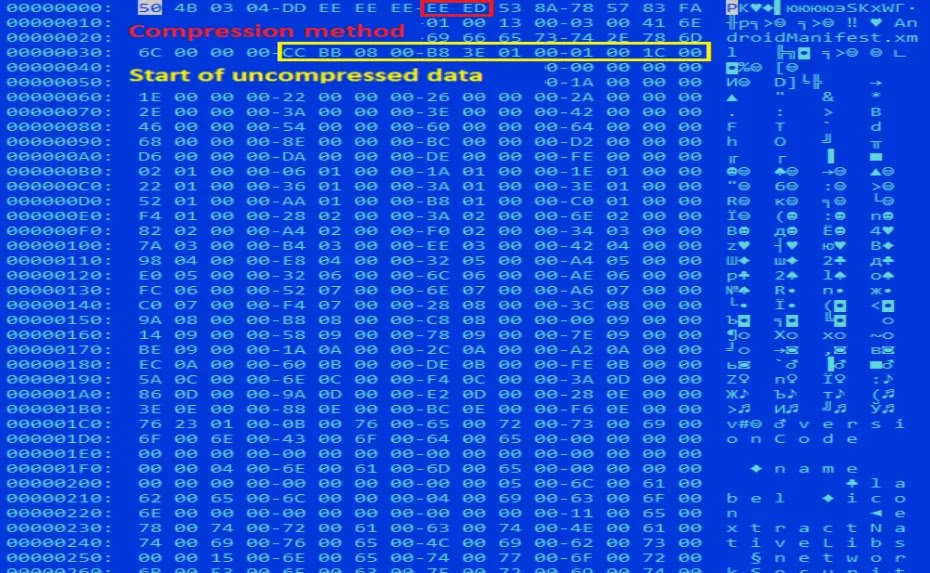 00000000: 50 4B 03 04-DD EE EE EE-EE ED 53 8A-78 57 83 FA PK♥♦▌ююююэSКxWГ·
Compression method
00000010: 01 13 00-03 00 41 6E ‼ ♥ An
00000020: 69 66 65 73-74 2E 78 6D droidManifest.xm
00000030: 6C 00 00 00-CC BB 08 00-B8 3E 01 00-01 00 1C 00 l
00000040: 0-00 00 00 00
Start of uncompressed data
00000050: 0-1A 00 00 00
00000060: 1E 00 00 00-22 00 00 00-26 00 00 00-2A 00 00 00 ▲ " & *
00000070: 2E 00 00 00-3A 00 00 00-3E 00 00 00-42 00 00 00 . : > B
00000080: 46 00 00 00-54 00 00 00-60 00 00 00-64 00 00 00 F T ` d
00000090: 68 00 00 00-8E 00 00 00-BC 00 00 00-D2 00 00 00 h О ╝ ╥
000000A0: D6 00 00 00-DA 00 00 00-DE 00 00 00-FE 00 00 00 ╓ ┌ ▐ ■
000000B0: 02 01 00 00-06 01 00 00-1A 01 00 00-1E 01 00 00 ☻☺ ♠☺ →☺ ▲☺
000000C0: 22 01 00 00-36 01 00 00-3A 01 00 00-3E 01 00 00 "☺ 6☺ :☺ >☺
000000D0: 52 01 00 00-AA 01 00 00-B8 01 00 00-C0 01 00 00 R☺ к☺ ╕☺ └☺
000000E0: F4 01 00 00-28 02 00 00-3A 02 00 00-6E 02 00 00 Ї☺ (☻ :☻ n☻
000000F0: 82 02 00 00-A4 02 00 00-F0 02 00 00-34 03 00 00 В☻ д☻ Ё☻ 4♥
00000100: 7A 03 00 00-B4 03 00 00-EE 03 00 00-42 04 00 00 z♥ ┤♥ ю♥ B♦
00000110: 98 04 00 00-E8 04 00 00-32 05 00 00-A4 05 00 00 Ш♦ ш♦ 2♣ д♣
00000120: E0 05 00 00-32 06 00 00-6C 06 00 00-AE 06 00 00 р♣ 2♠ l♠ о♠
00000130: FC 06 00 00-52 07 00 00-6E 07 00 00-A6 07 00 00 №♠ R• n• ж•
00000140: C0 07 00 00-F4 07 00 00-28 08 00 00-3C 08 00 00 └• Ї• (◘ <◘
00000150: 9A 08 00 00-B8 08 00 00-C8 08 00 00-00 09 00 00 Ъ◘ ╕◘ ╚◘ ○
00000160: 14 09 00 00-58 09 00 00-78 09 00 00-7E 09 00 00 ¶○ X○ x○ ~○
00000170: BE 09 00 00-1A 0A 00 00-2C 0A 00 00-A2 0A 00 00 ╛○ →◙ ,◙ в◙
00000180: EC 0A 00 00-60 0B 00 00-DE 0B 00 00-FE 0B 00 00 ь◙ `♂ ▐♂ ■♂
00000190: 5A 0C 00 00-6E 0C 00 00-F4 0C 00 00-3A 0D 00 00 Z♀ n♀ Ї♀ :♪
000001A0: 86 0D 00 00-9A 0D 00 00-E2 0D 00 00-28 0E 00 00 Ж♪ Ъ♪ т♪ (♫
000001B0: 3E 0E 00 00-88 0E 00 00-BC 0E 00 00-F6 0E 00 00 >♫ И♫ ╝♫ Ў♫
000001C0: 76 23 01 00-0B 00 76 00-65 00 72 00-73 00 69 00 v#☺ ♂ v e r s i
000001D0: 6F 00 6E 00-43 00 6F 00-64 00 65 00-00 00 00 00 o n C o d e
000001E0: 00 00 00 00-00 00 00 00-00 00 00 00-00 00 00 00
000001F0: 00 00 04 00-6E 00 61 00-6D 00 65 00-00 00 00 00 ♦ n a m e
00000200: 00 00 00 00-00 00 00 00-00 00 05 00-6C 00 61 00 ♣ l a
00000210: 62 00 65 00-6C 00 00 00-04 00 69 00-63 00 6F 00 b e l ♦ i c o
00000220: 6E 00 00 00-00 00 00 00-00 00 00 00-11 00 65 00 n ◄ e
00000230: 78 00 74 00-72 00 61 00-63 00 74 00-4E 00 61 00 x t r a c t N a
00000240: 74 00 69 00-76 00 65 00-4C 00 69 00-62 00 73 00 t i v e L i b s
00000250: 00 00 15 00-6E 00 65 00-74 00 77 00-6F 00 72 00 § n e t w o r
00000260: 6B 00 53 00-65 00 63 00-75 00 72 00-69 00 74 00 k S e c u r i t